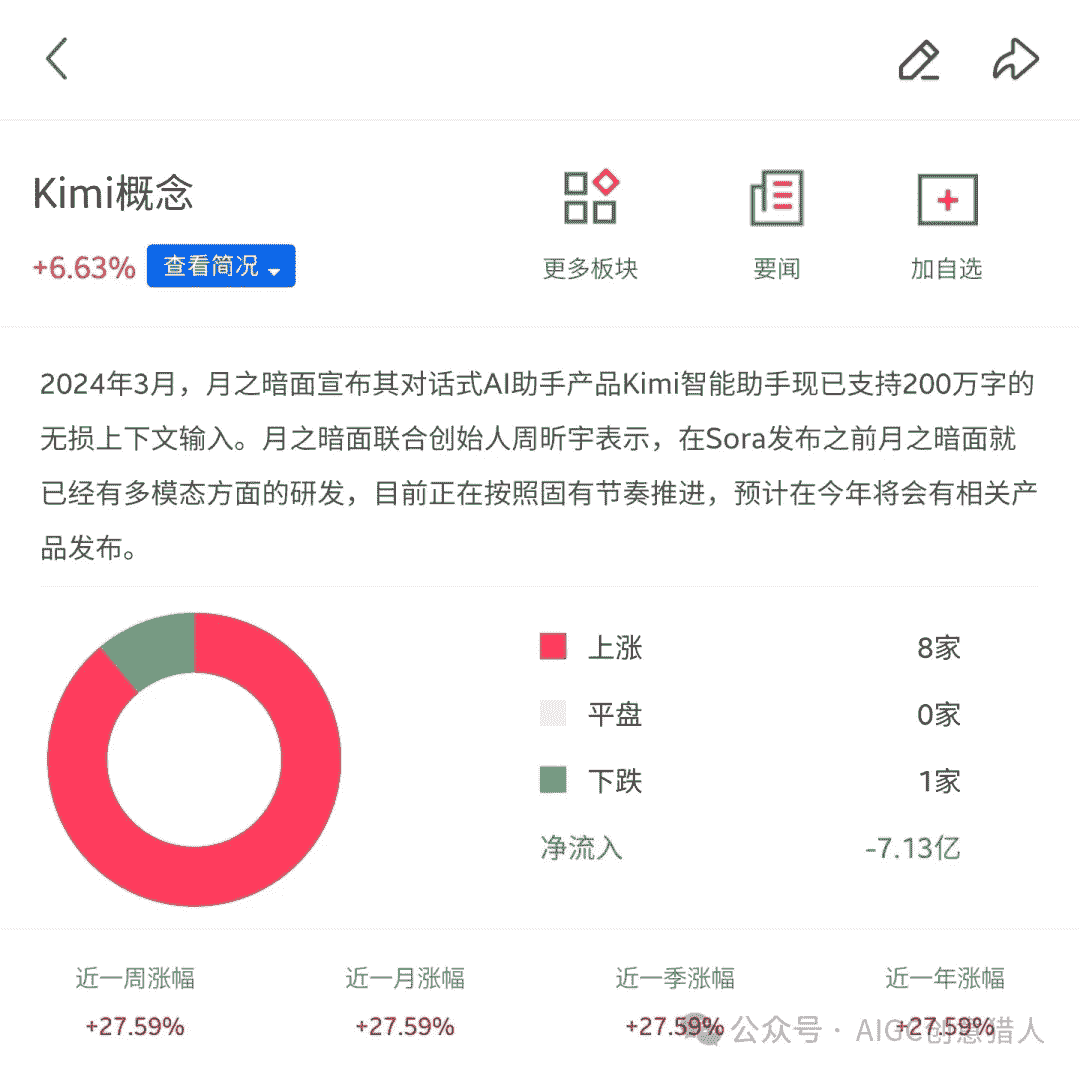 Kimi概念
+6.63% 查看简况
更多板块 要闻 加自选
2024年3月，月之暗面宣布其对话式AI助手产品Kimi智能助手现已支持200万字的
无损上下文输入。月之暗面联合创始人周昕宇表示，在Sora发布之前月之暗面就
已经有多模态方面的研发，目前正在按照固有节奏推进，预计在今年将会有相关产
品发布。
上涨 8家
平盘 0家
下跌 1家
净流入 -7.13亿
近一周涨幅 近一月涨幅 近一季涨幅 近一年涨幅
+27.59% +27.59% +27.59% +27.59%
公众号 · AIGC创意猎人